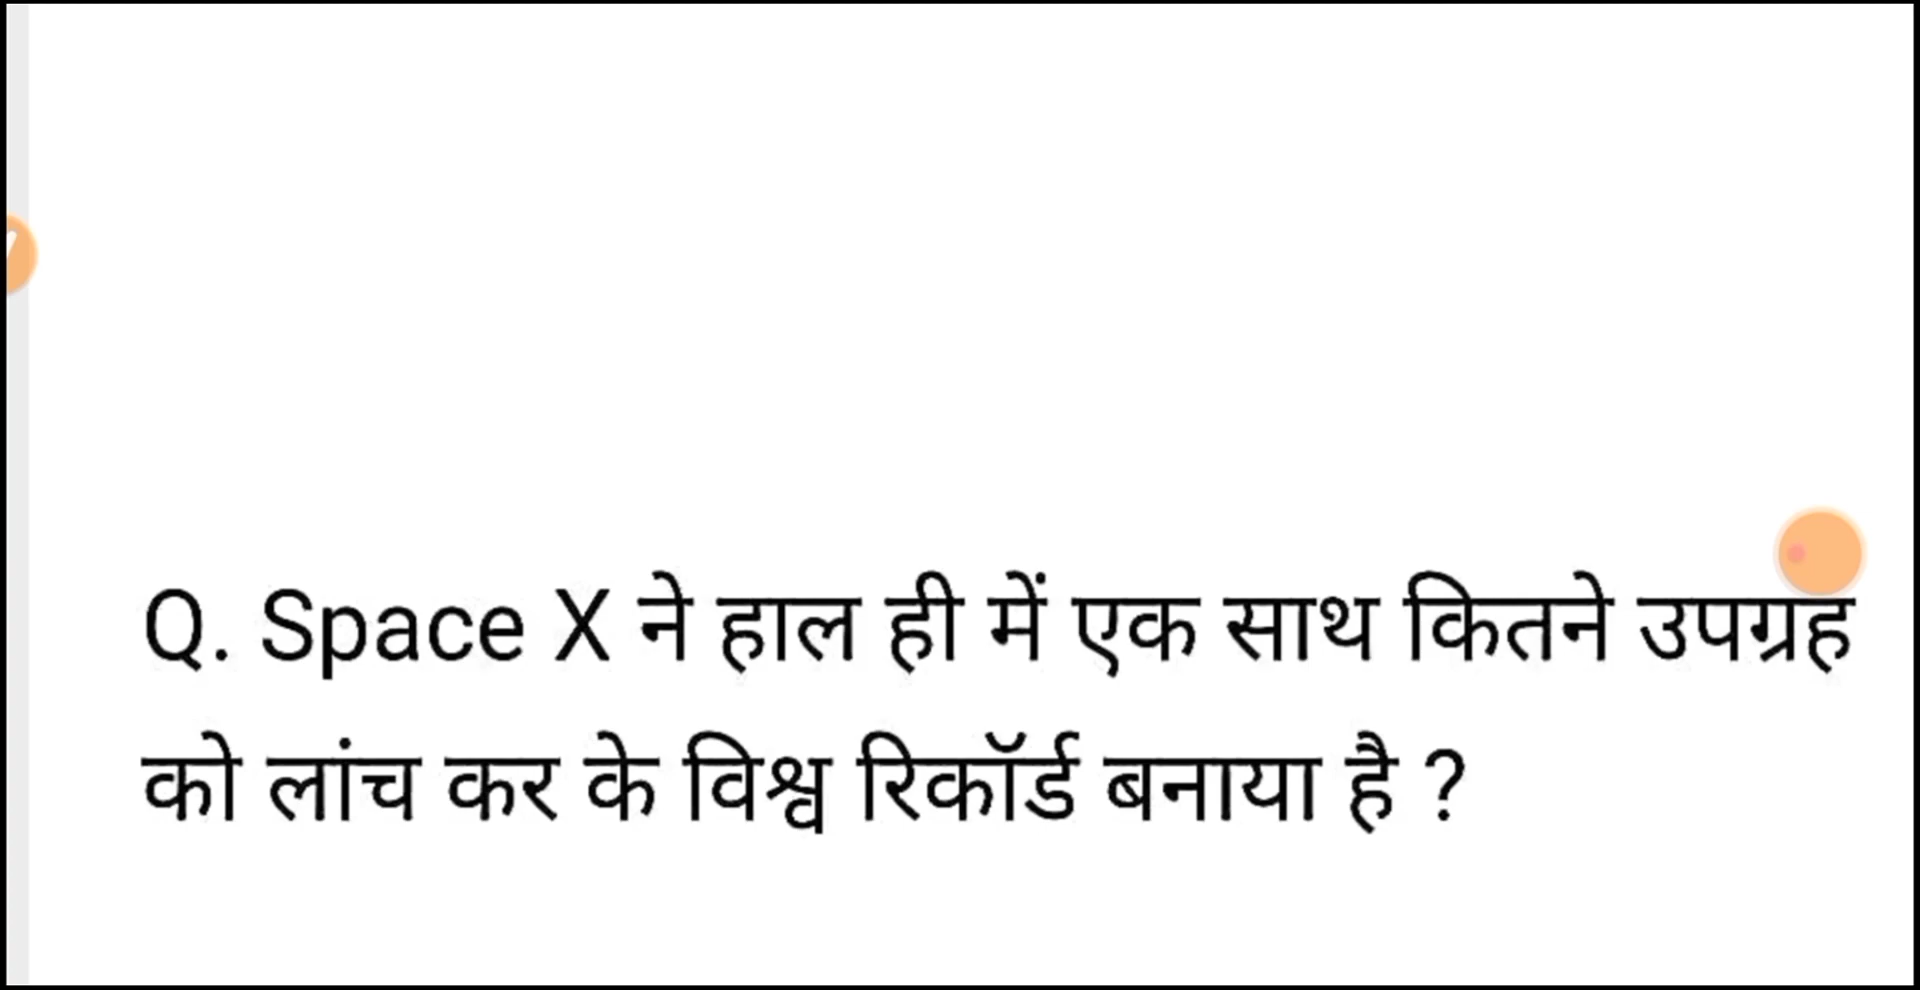 Q. Space X ने हाल ही में एक साथ कितने उपग्रह
को लांच कर के विश्व रिकॉर्ड बनाया है ?